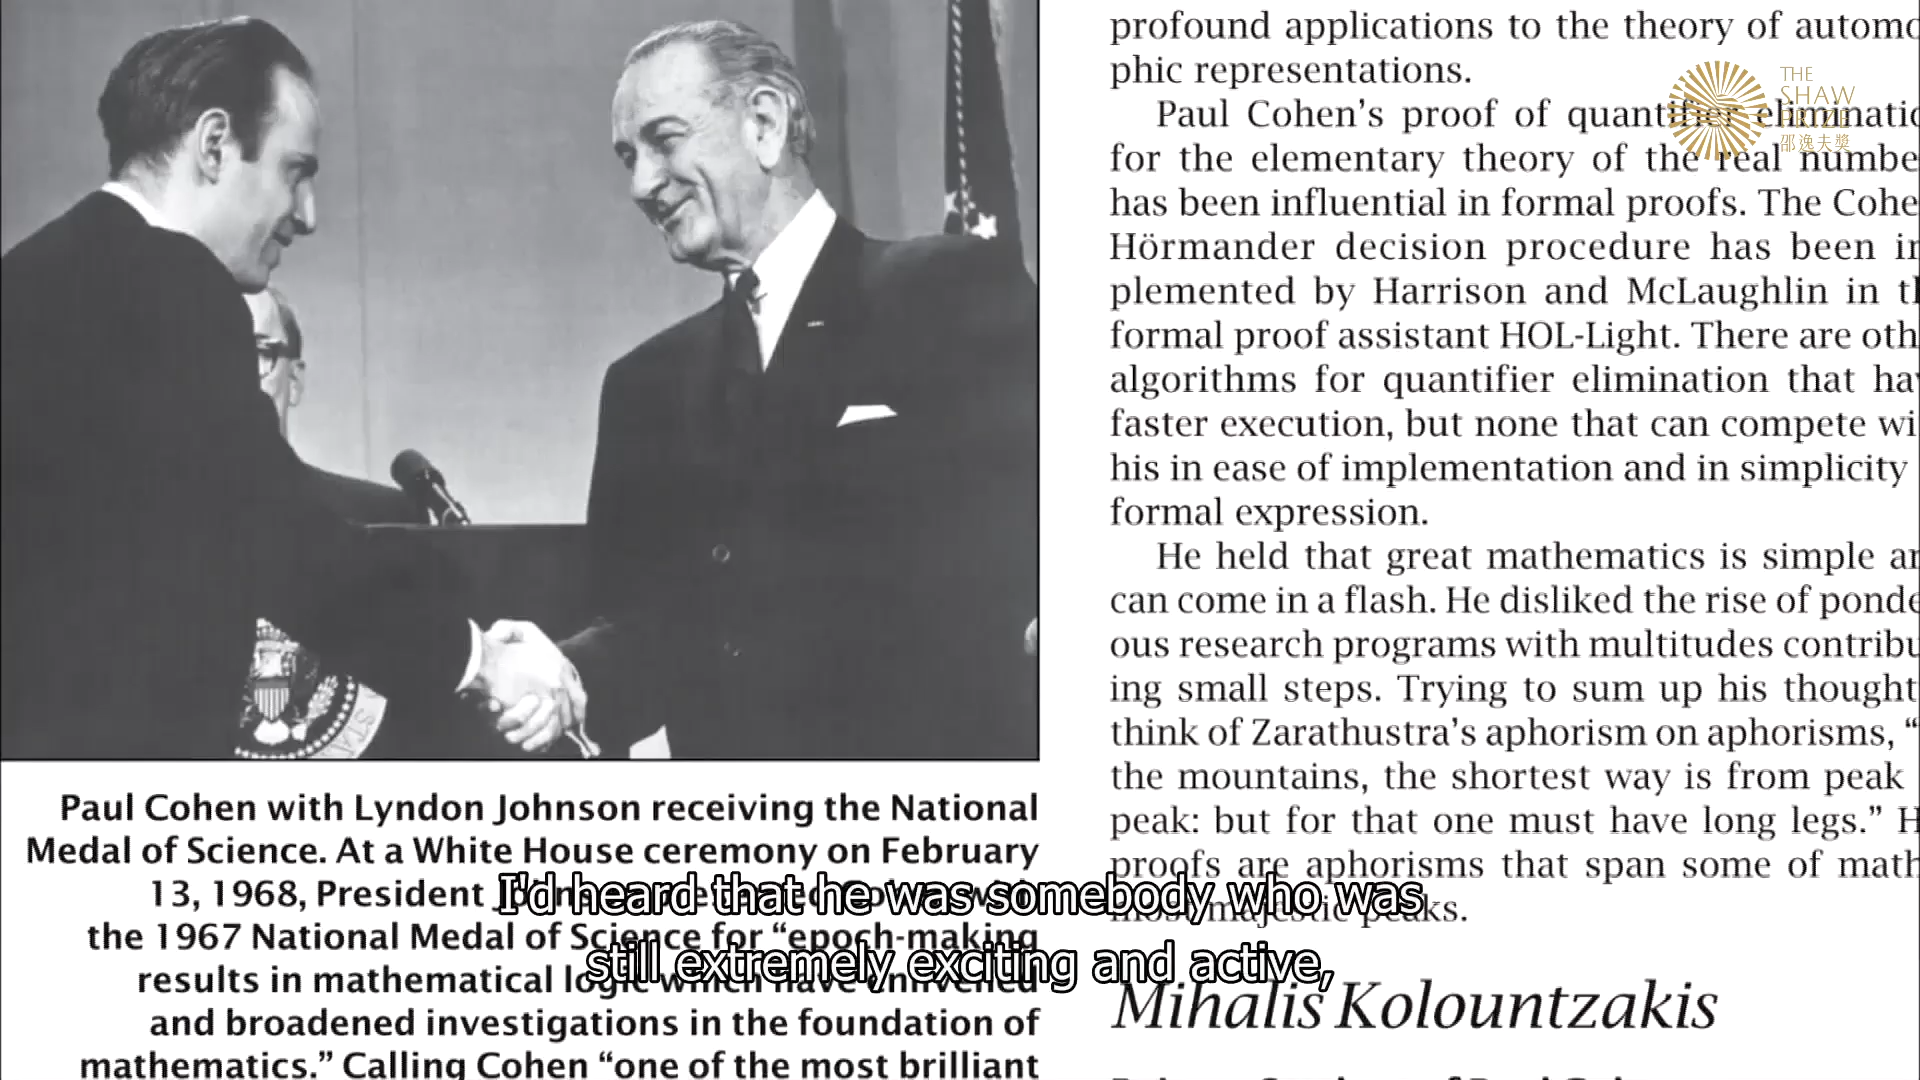 Paul Cohen with Lyndon Johnson receiving the National
Medal of Science. At a White House ceremony on February
13, 1968, President
the 1967 National Medal of Science for “epoch-making
results in mathematical logic which have
and broadened investigations in the foundation of
mathematics.” Calling Cohen “one of the most brilliant
profound applications to the theory of automo
phic representations.
Paul Cohen’s proof of quantifier eliminatio
for the elementary theory of the real numbe
has been influential in formal proofs. The Cohe
Hörmander decision procedure has been im
plemented by Harrison and McLaughlin in th
formal proof assistant HOL-Light. There are oth
algorithms for quantifier elimination that hav
faster execution, but none that can compete wi
his in ease of implementation and in simplicity
formal expression.
He held that great mathematics is simple an
can come in a flash. He disliked the rise of ponde
ous research programs with multitudes contribu
ing small steps. Trying to sum up his thought
think of Zarathustra’s aphorism on aphorisms, “
the mountains, the shortest way is from peak
peak: but for that one must have long legs.” H
proofs are aphorisms that span some of math
most majestic peaks.
Mihalis Kolountzakis
THE
SHAW
PRIZE
邵逸夫獎
I'd heard that he was somebody who was
still extremely exciting and active,